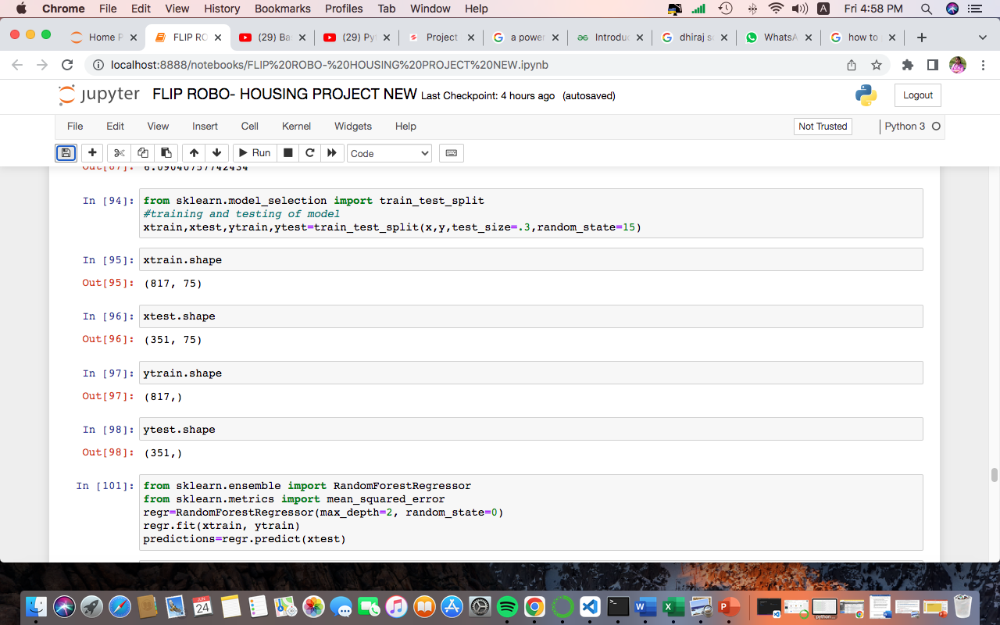 Chrome File Edit View History Bookmarks Profiles Tab Window Help A Fri 4:58 PM
Home P FLIP RO (29) Ba (29) Py Project a power Introduc dhiraj su WhatsA how to
localhost:8888/notebooks/FLIP%20ROBO-%20HOUSING%20PROJECT%20NEW.ipynb
jupyter FLIP ROBO- HOUSING PROJECT NEW Last Checkpoint: 4 hours ago (autosaved) Logout
File Edit View Insert Cell Kernel Widgets Help Not Trusted Python 3
Run Code
Out[87]: 6.09040757742434
In [94]: from sklearn.model_selection import train_test_split
#training and testing of model
xtrain,xtest,ytrain,ytest=train_test_split(x,y,test_size=.3,random_state=15)
In [95]: xtrain.shape
Out[95]: (817, 75)
In [96]: xtest.shape
Out[96]: (351, 75)
In [97]: ytrain.shape
Out[97]: (817,)
In [98]: ytest.shape
Out[98]: (351,)
In [101]: from sklearn.ensemble import RandomForestRegressor
from sklearn.metrics import mean_squared_error
regr=RandomForestRegressor(max_depth=2, random_state=0)
regr.fit(xtrain, ytrain)
predictions=regr.predict(xtest)
JUN
24
python